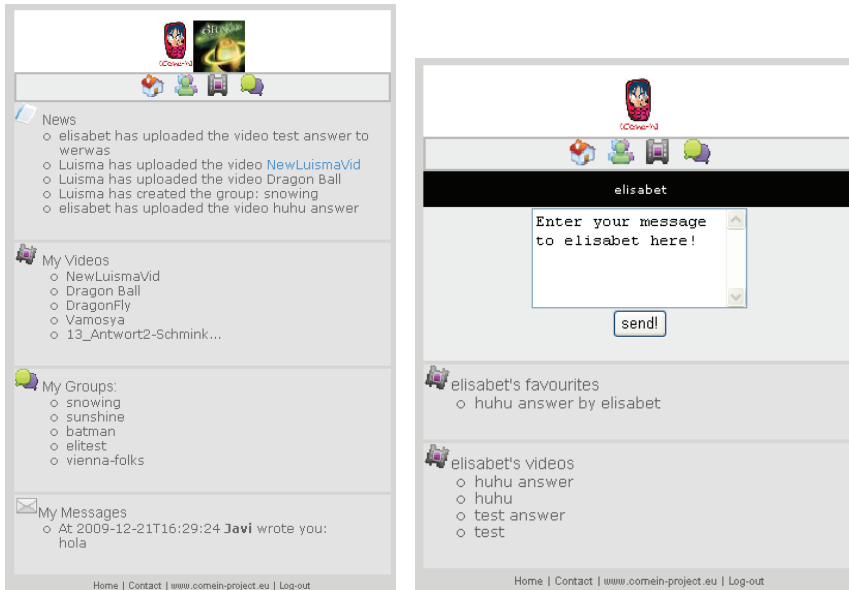 (Come-In)
News
elisabet has uploaded the video test answer to
werwas
Luisma has uploaded the video NewLuismaVid
Luisma has uploaded the video Dragon Ball
Luisma has created the group: snowing
elisabet has uploaded the video huhu answer
My Videos
NewLuismaVid
Dragon Ball
DragonFly
Vamosya
13_Antwort2-Schmink...
My Groups:
snowing
sunshine
batman
elitest
vienna-folks
My Messages
At 2009-12-21T16:29:24 Javi wrote you:
hola
Home | Contact | www.comein-project.eu | Log-out
(Come-In)
elisabet
Enter your message
to elisabet here!
send!
elisabet's favourites
huhu answer by elisabet
elisabet's videos
huhu answer
huhu
test answer
test
Home | Contact | www.comein-project.eu | Log-out